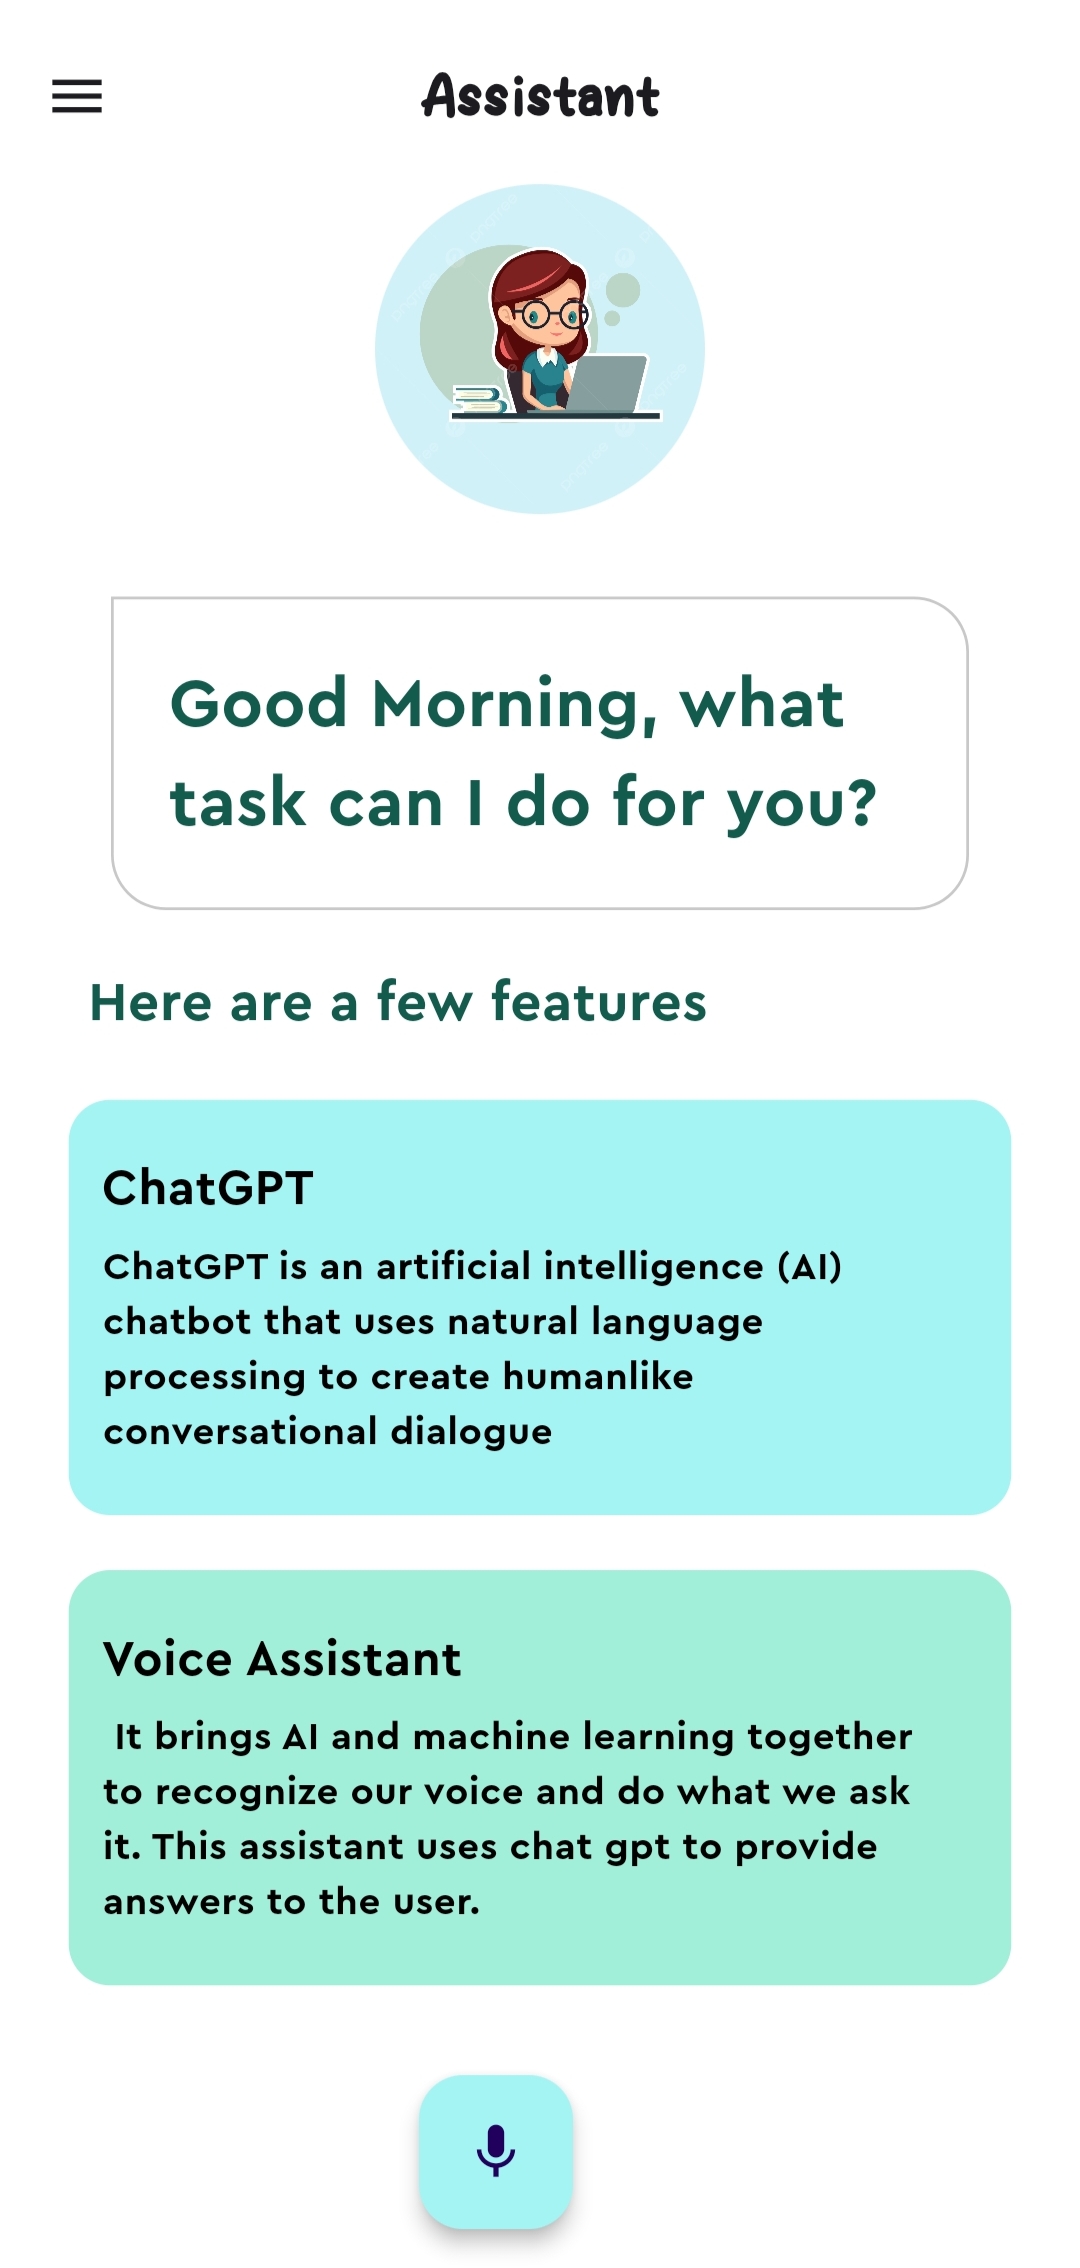 Assistant
Good Morning, what
task can I do for you?
Here are a few features
ChatGPT
ChatGPT is an artificial intelligence (AI)
chatbot that uses natural language
processing to create humanlike
conversational dialogue
Voice Assistant
It brings AI and machine learning together
to recognize our voice and do what we ask
it. This assistant uses chat gpt to provide
answers to the user.